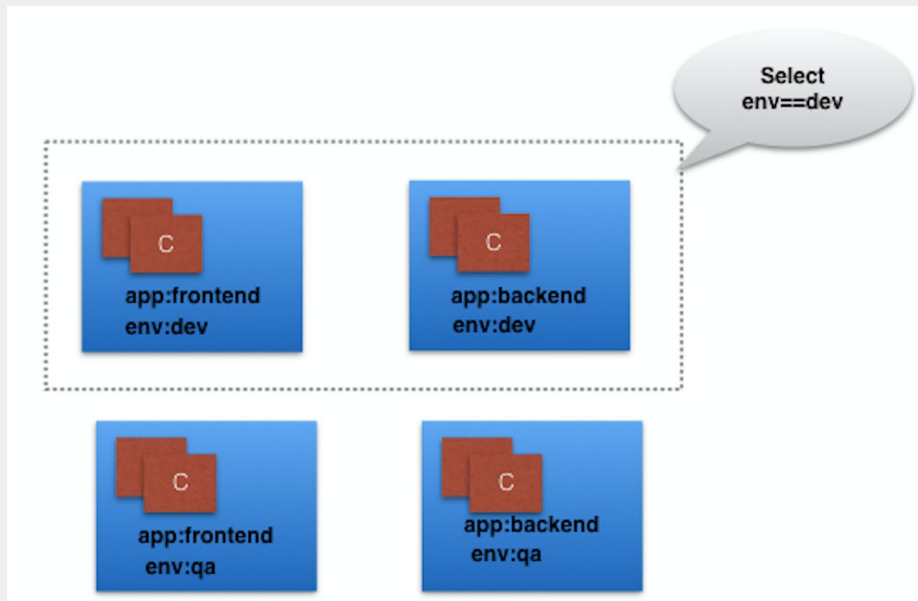 Select
env==dev
C
app:frontend
env:dev
C
app:backend
env:dev
C
app:frontend
env:qa
C
app:backend
env:qa